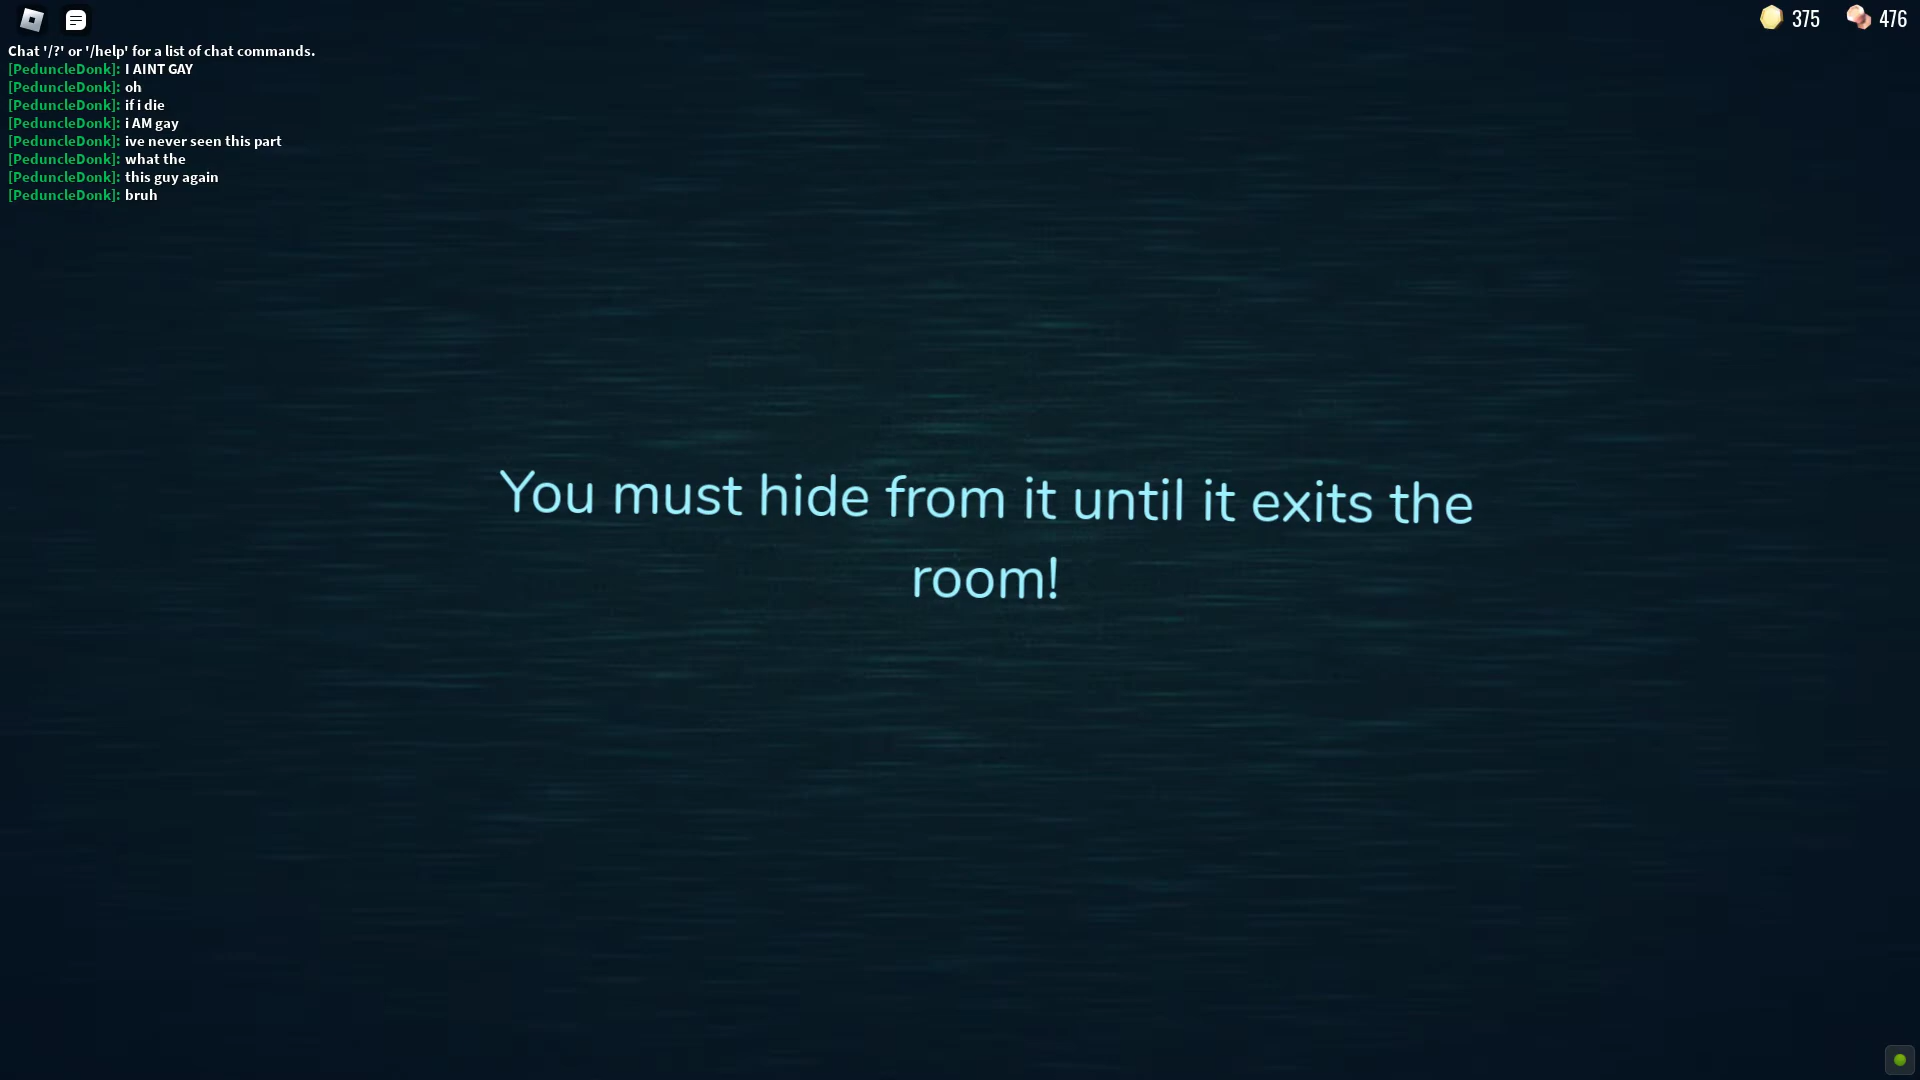 375
476
Chat '/?' or '/help' for a list of chat commands.
[PeduncleDonk]: I AINT GAY
[PeduncleDonk]: oh
[PeduncleDonk]: if i die
[PeduncleDonk]: i AM gay
[PeduncleDonk]: ive never seen this part
[PeduncleDonk]: what the
[PeduncleDonk]: this guy again
[PeduncleDonk]: bruh
You must hide from it until it exits the
room!